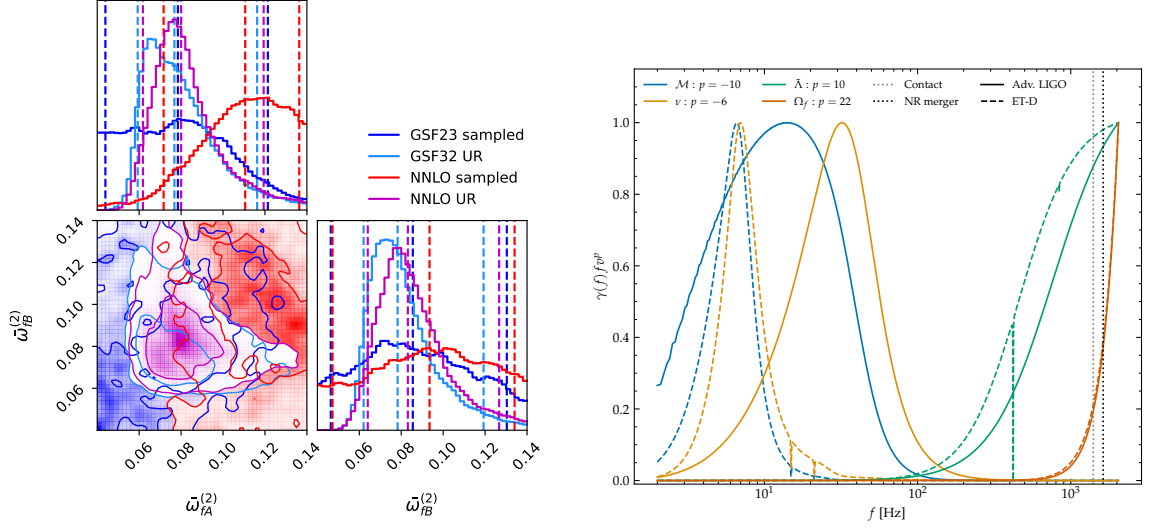 GSF23 sampled
GSF32 UR
NNLO sampled
NNLO UR
0.14
0.12
0.10
0.08
0.06
ω̄_{fB}^{(2)}
0.06 0.08 0.10 0.12 0.14
0.06 0.08 0.10 0.12 0.14
ω̄_{fA}^{(2)}
ω̄_{fB}^{(2)}
𝓜 : p = −10 Λ̃ : p = 10 Contact Adv. LIGO
ν : p = −6 Ω_f : p = 22 NR merger ET-D
1.0
0.8
0.6
0.4
0.2
0.0
γ(f) f v^p
10^1 10^2 10^3
f [Hz]